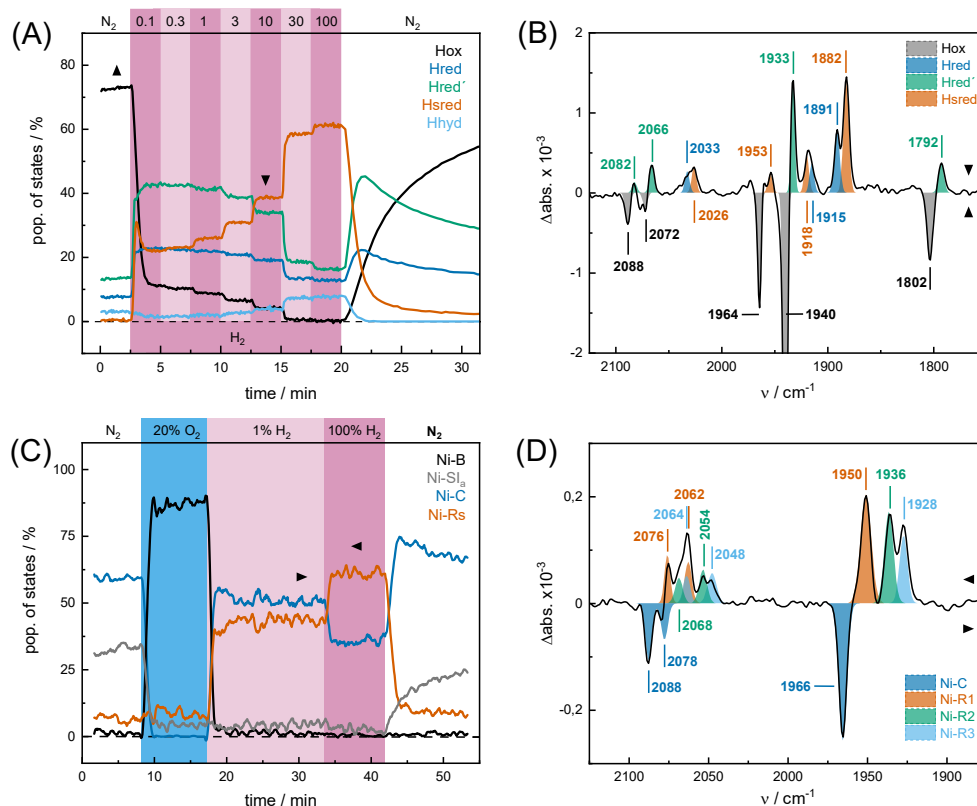 (A)
N2 0.1 0.3 1 3 10 30 100 N2
Hox
Hred
Hred´
Hsred
Hhyd
80
60
40
20
0
pop. of states / %
H2
0 5 10 15 20 25 30
time / min
(B)
2
1
0
-1
-2
Δabs. x 10-3
1933
1882
Hox
Hred
Hred´
Hsred
2082
2066
2033
1953
1891
1792
2088
2072
2026
1918
1915
1964
1940
1802
2100 2000 1900 1800
ν / cm-1
(C)
N2 20% O2 1% H2 100% H2 N2
Ni-B
Ni-SIa
Ni-C
Ni-Rs
100
75
50
25
0
pop. of states / %
0 10 20 30 40 50
time / min
(D)
0,2
0,0
-0,2
Δabs. x 10-3
2076
2064
2062
2054
2048
1950
1936
1928
2088
2078
2068
1966
Ni-C
Ni-R1
Ni-R2
Ni-R3
2100 2050 2000 1950 1900
ν / cm-1